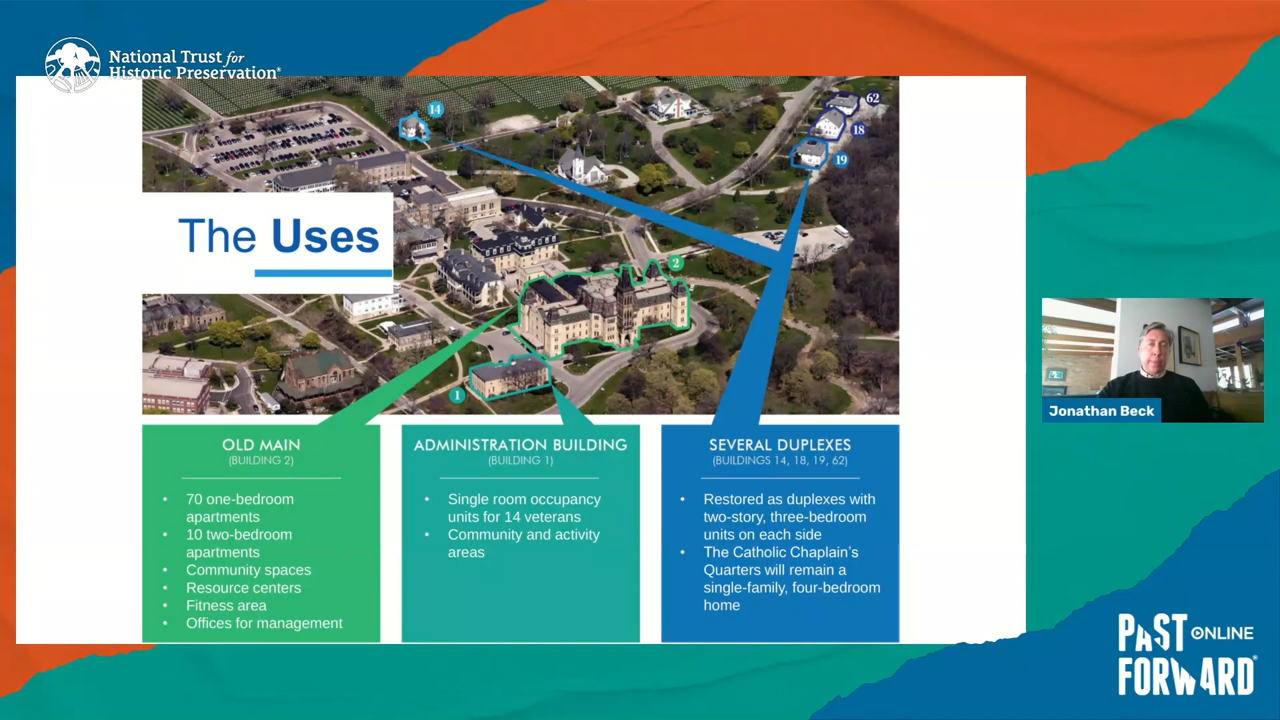 National Trust for
Historic Preservation®
14
62
18
19
The Uses
2
1
OLD MAIN
(BUILDING 2)
• 70 one-bedroom
apartments
• 10 two-bedroom
apartments
• Community spaces
• Resource centers
• Fitness area
• Offices for management
ADMINISTRATION BUILDING
(BUILDING 1)
• Single room occupancy
units for 14 veterans
• Community and activity
areas
SEVERAL DUPLEXES
(BUILDINGS 14, 18, 19, 62)
• Restored as duplexes with
two-story, three-bedroom
units on each side
• The Catholic Chaplain's
Quarters will remain a
single-family, four-bedroom
home
Jonathan Beck
PAST ONLINE
FORWARD®